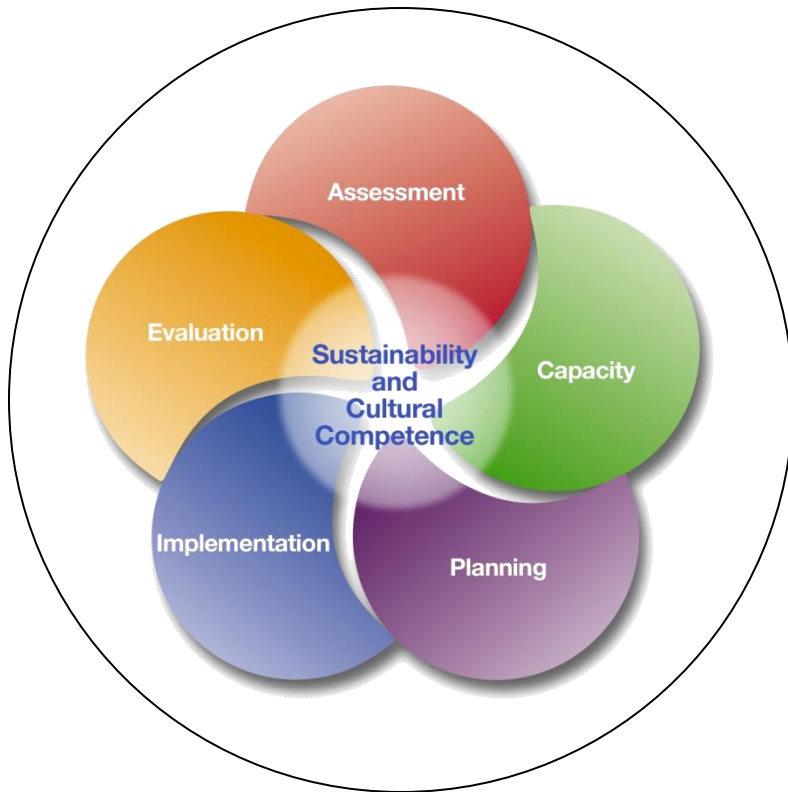 Assessment
Evaluation
Capacity
Sustainability
and
Cultural
Competence
Implementation
Planning